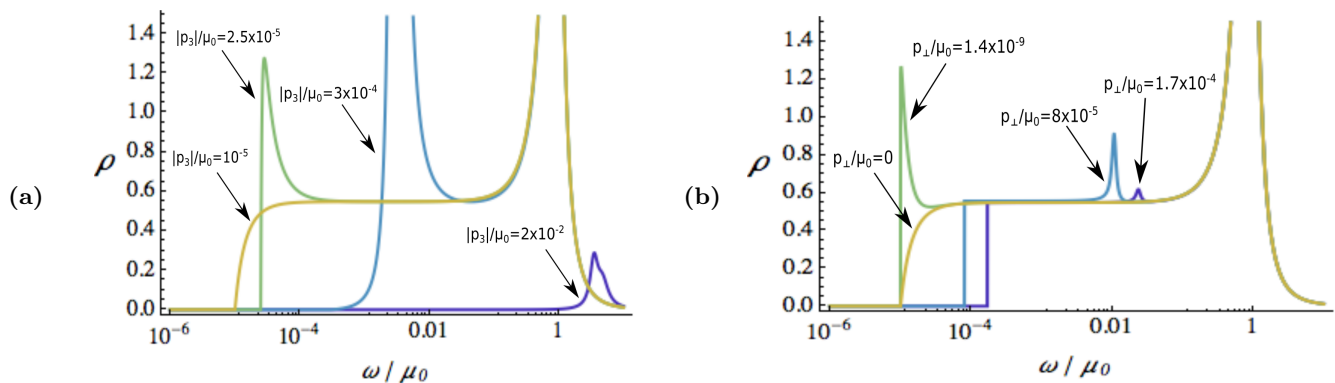 (a)
ρ
1.4
1.2
1.0
0.8
0.6
0.4
0.2
0.0
|p₃|/μ₀=2.5x10⁻⁵
|p₃|/μ₀=3x10⁻⁴
|p₃|/μ₀=10⁻⁵
|p₃|/μ₀=2x10⁻²
10⁻⁶
10⁻⁴
0.01
1
ω / μ₀
(b)
ρ
1.4
1.2
1.0
0.8
0.6
0.4
0.2
0.0
p⊥/μ₀=1.4x10⁻⁹
p⊥/μ₀=1.7x10⁻⁴
p⊥/μ₀=8x10⁻⁵
p⊥/μ₀=0
10⁻⁶
10⁻⁴
0.01
1
ω / μ₀